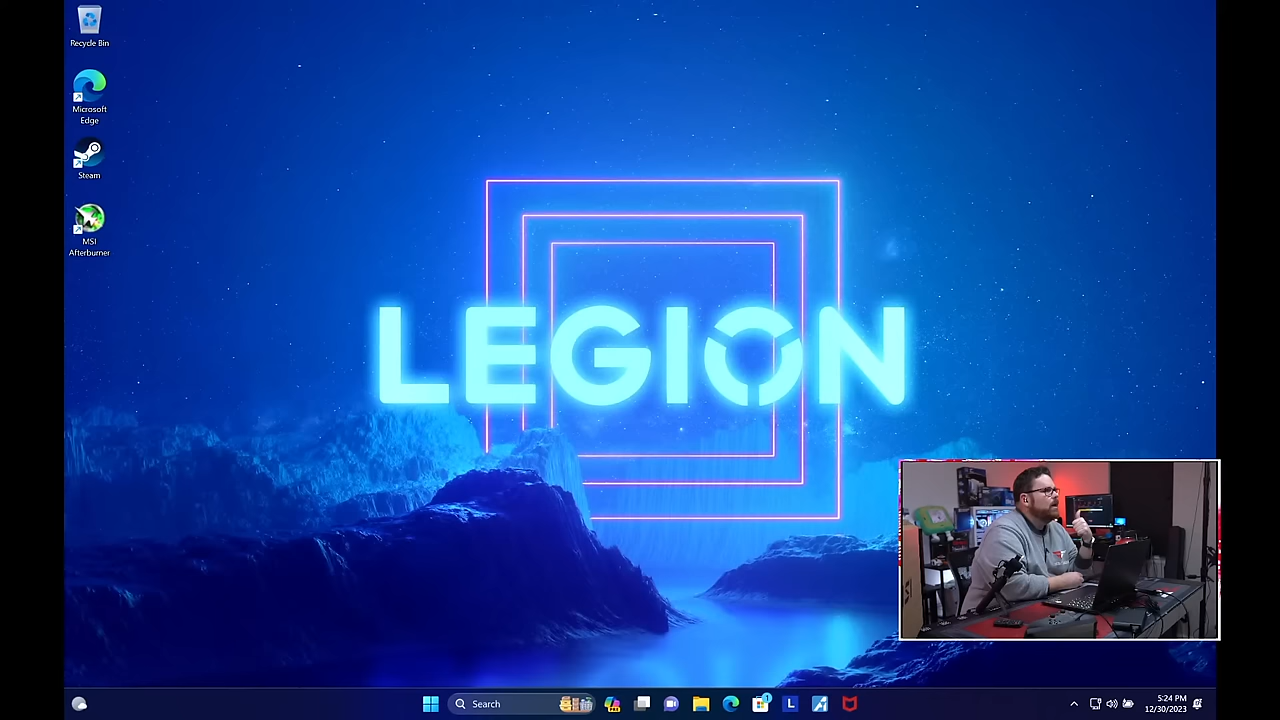 Recycle Bin
Microsoft
Edge
Steam
MSI
Afterburner
LEGION
Search
5:24 PM
12/30/2023